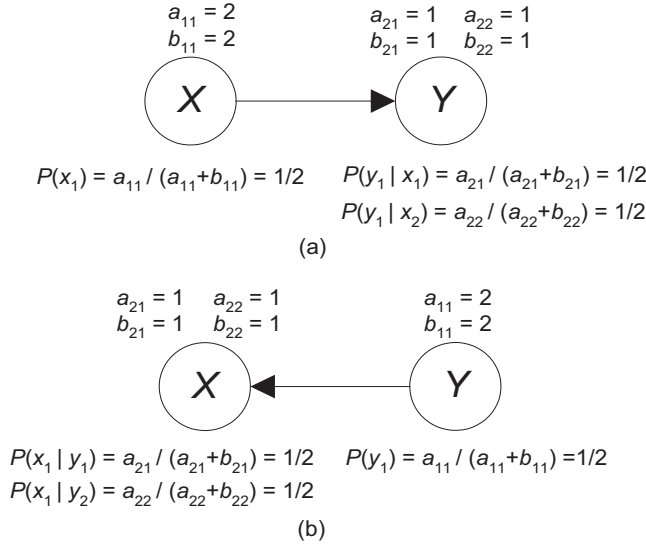 a₁₁ = 2
b₁₁ = 2
a₂₁ = 1 a₂₂ = 1
b₂₁ = 1 b₂₂ = 1
X
Y
P(x₁) = a₁₁ / (a₁₁+b₁₁) = 1/2
P(y₁ | x₁) = a₂₁ / (a₂₁+b₂₁) = 1/2
P(y₁ | x₂) = a₂₂ / (a₂₂+b₂₂) = 1/2
(a)
a₂₁ = 1 a₂₂ = 1
b₂₁ = 1 b₂₂ = 1
a₁₁ = 2
b₁₁ = 2
X
Y
P(x₁ | y₁) = a₂₁ / (a₂₁+b₂₁) = 1/2
P(x₁ | y₂) = a₂₂ / (a₂₂+b₂₂) = 1/2
P(y₁) = a₁₁ / (a₁₁+b₁₁) =1/2
(b)